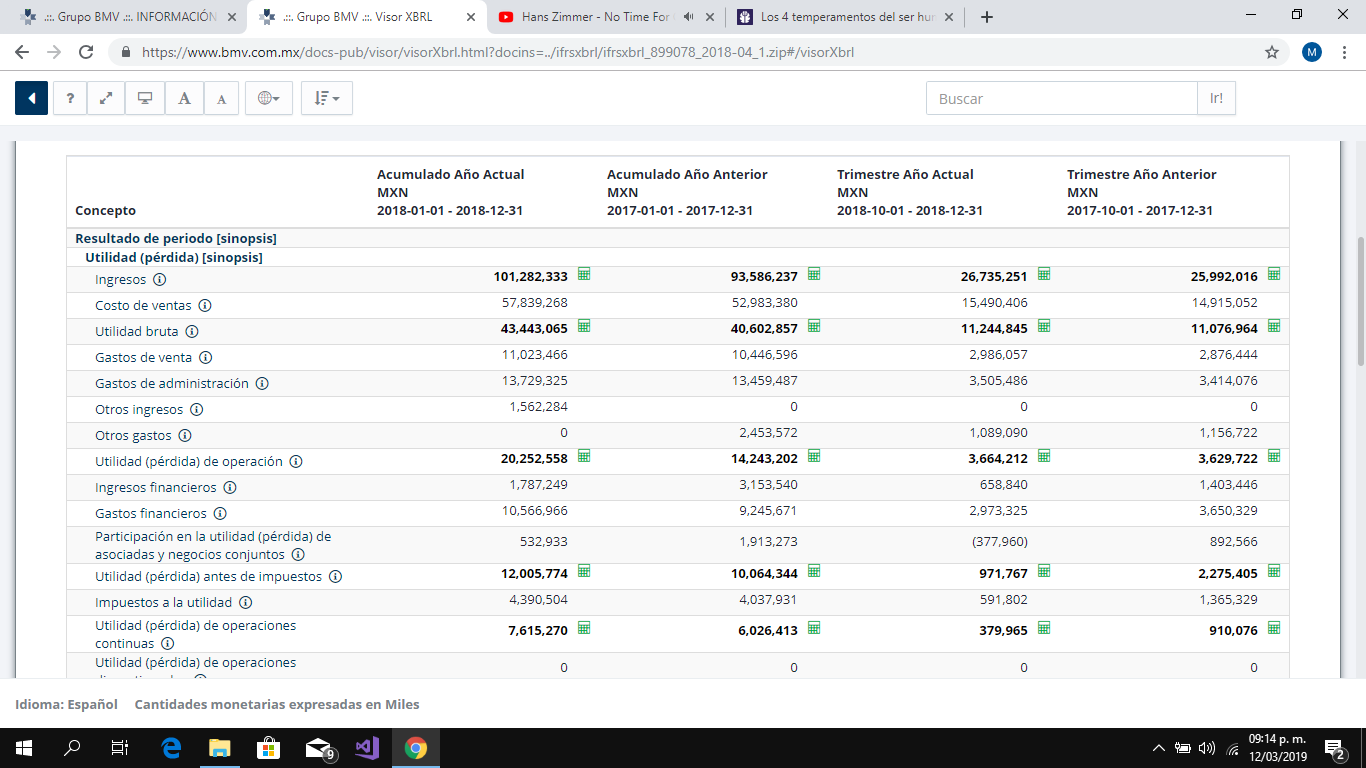 .::. Grupo BMV .::. INFORMACIÓN
.::. Grupo BMV .::. Visor XBRL
Hans Zimmer - No Time For
Los 4 temperamentos del ser hu
https://www.bmv.com.mx/docs-pub/visor/visorXbrl.html?docins=../ifrsxbrl/ifrsxbrl_899078_2018-04_1.zip#/visorXbrl
M
? A A
Buscar Ir!
Acumulado Año Actual Acumulado Año Anterior Trimestre Año Actual Trimestre Año Anterior
MXN MXN MXN MXN
Concepto 2018-01-01 - 2018-12-31 2017-01-01 - 2017-12-31 2018-10-01 - 2018-12-31 2017-10-01 - 2017-12-31
Resultado de periodo [sinopsis]
Utilidad (pérdida) [sinopsis]
Ingresos 101,282,333 93,586,237 26,735,251 25,992,016
Costo de ventas 57,839,268 52,983,380 15,490,406 14,915,052
Utilidad bruta 43,443,065 40,602,857 11,244,845 11,076,964
Gastos de venta 11,023,466 10,446,596 2,986,057 2,876,444
Gastos de administración 13,729,325 13,459,487 3,505,486 3,414,076
Otros ingresos 1,562,284 0 0 0
Otros gastos 0 2,453,572 1,089,090 1,156,722
Utilidad (pérdida) de operación 20,252,558 14,243,202 3,664,212 3,629,722
Ingresos financieros 1,787,249 3,153,540 658,840 1,403,446
Gastos financieros 10,566,966 9,245,671 2,973,325 3,650,329
Participación en la utilidad (pérdida) de
asociadas y negocios conjuntos 532,933 1,913,273 (377,960) 892,566
Utilidad (pérdida) antes de impuestos 12,005,774 10,064,344 971,767 2,275,405
Impuestos a la utilidad 4,390,504 4,037,931 591,802 1,365,329
Utilidad (pérdida) de operaciones
continuas 7,615,270 6,026,413 379,965 910,076
Utilidad (pérdida) de operaciones
0 0 0 0
Idioma: Español Cantidades monetarias expresadas en Miles
9
09:14 p. m.
12/03/2019
2